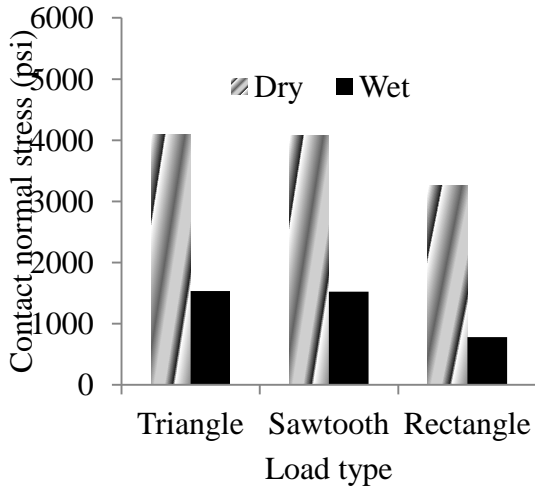 Contact normal stress (psi)
6000
5000
4000
3000
2000
1000
0
Dry Wet
Triangle Sawtooth Rectangle
Load type